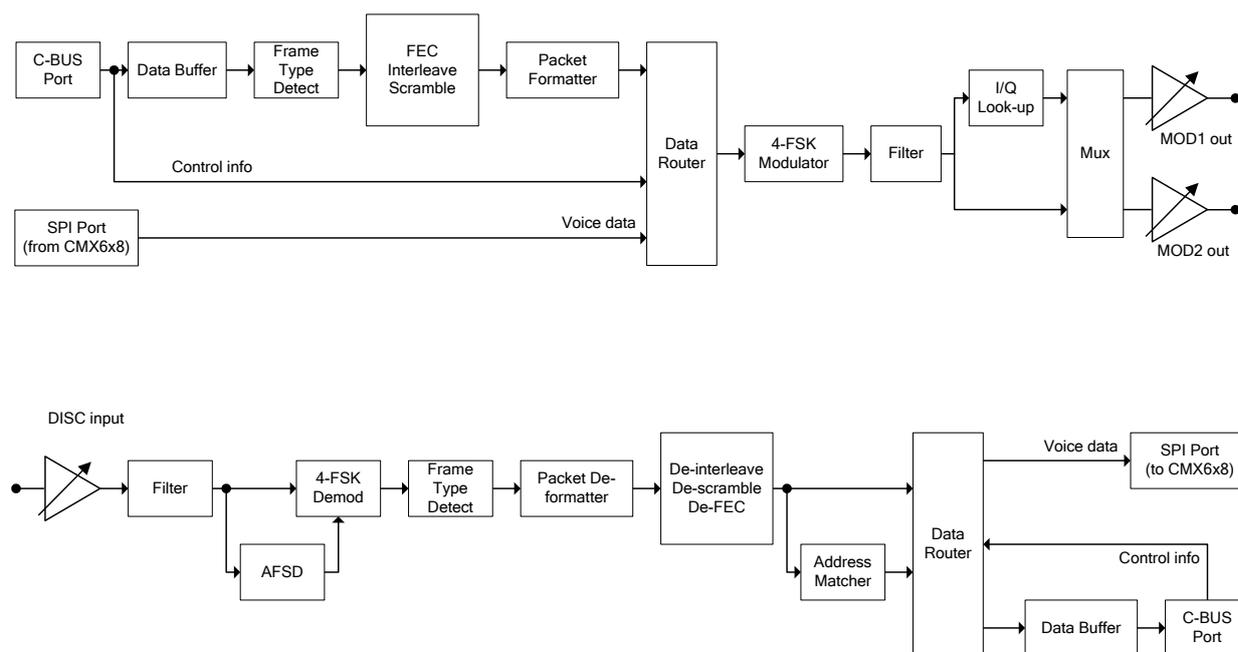 C-BUS
Port
Data Buffer
Frame
Type
Detect
FEC
Interleave
Scramble
Packet
Formatter
Control info
SPI Port
(from CMX6x8)
Voice data
Data
Router
4-FSK
Modulator
Filter
I/Q
Look-up
Mux
MOD1 out
MOD2 out
DISC input
Filter
AFSD
4-FSK
Demod
Frame
Type
Detect
Packet De-
formatter
De-interleave
De-scramble
De-FEC
Address
Matcher
Data
Router
Voice data
SPI Port
(to CMX6x8)
Control info
Data Buffer
C-BUS
Port